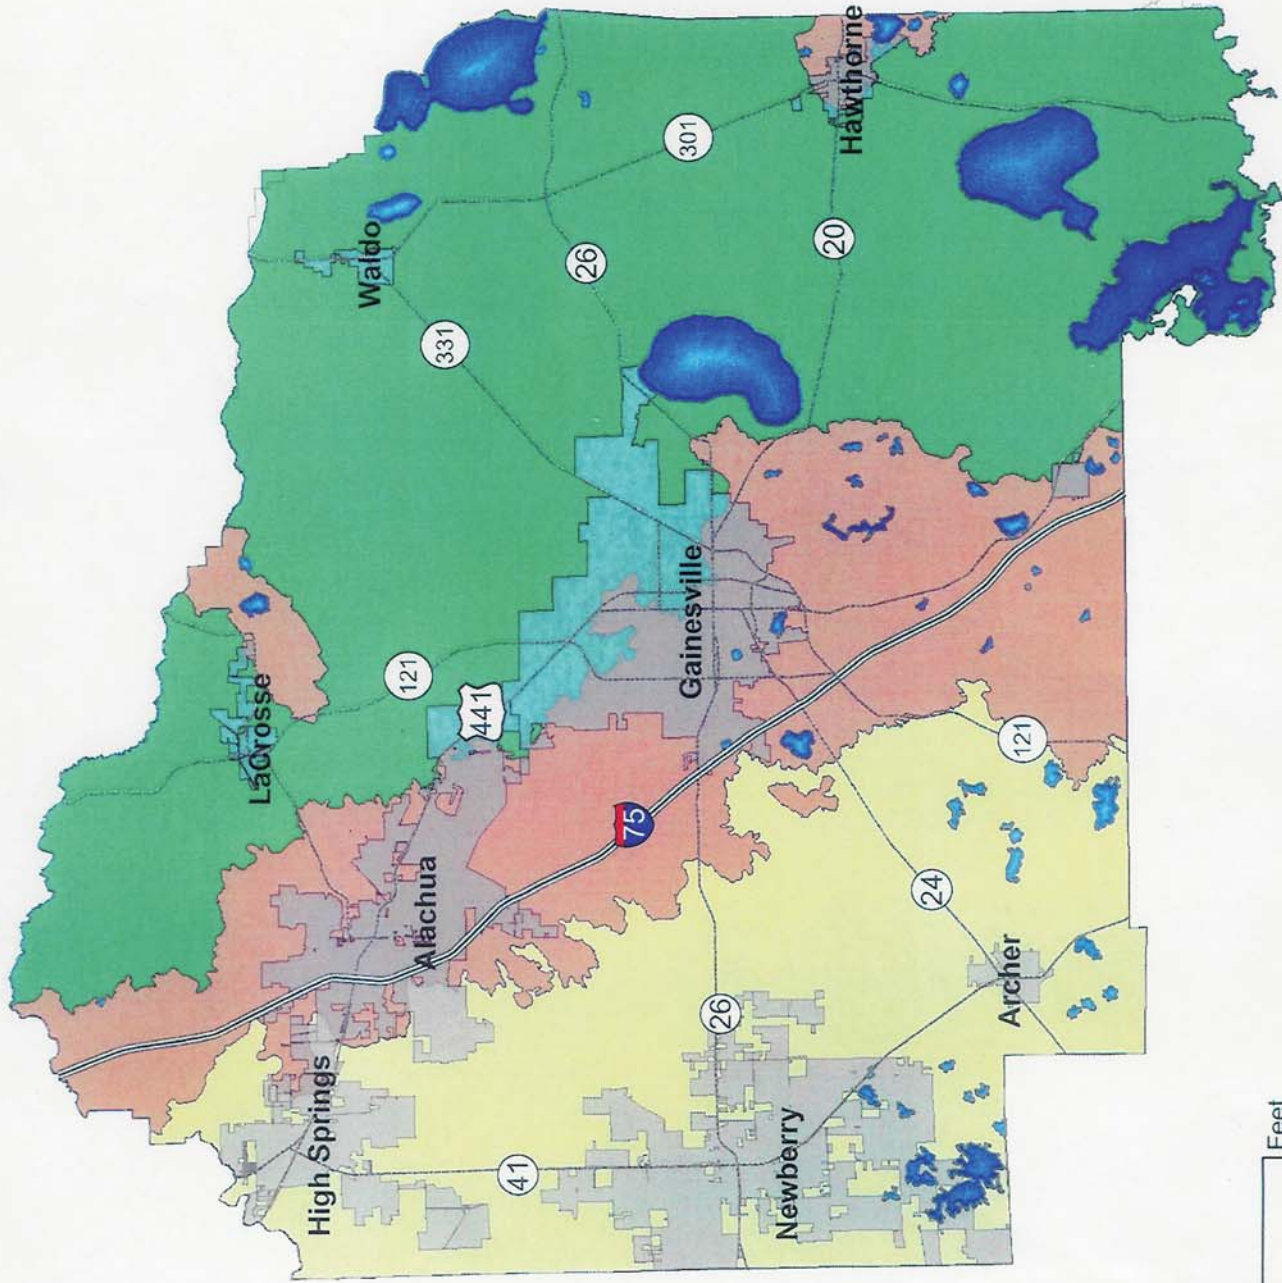 LaCrosse
Waldo
High Springs
Alachua
441
121
331
301
26
Hawthorne
20
Gainesville
75
41
26
Newberry
24
Archer
121
Feet